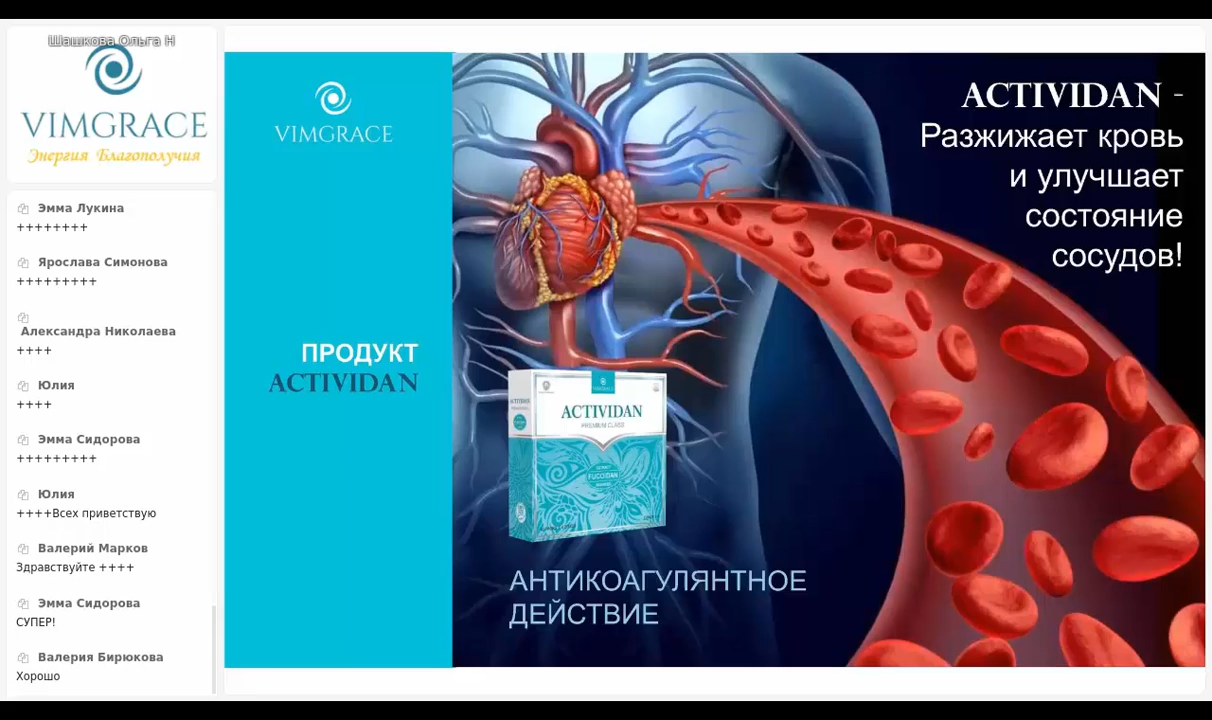 Шашкова Ольга Н
VIMGRACE
Энергия Благополучия
Эмма Лукина
++++++++
Ярослава Симонова
+++++++++
Александра Николаева
++++
Юлия
++++
Эмма Сидорова
+++++++++
Юлия
++++Всех приветствую
Валерий Марков
Здравствуйте ++++
Эмма Сидорова
СУПЕР!
Валерия Бирюкова
Хорошо
VIMGRACE
ПРОДУКТ
ACTIVIDAN
ACTIVIDAN -
Разжижает кровь
и улучшает
состояние
сосудов!
VIMGRACE
ACTIVIDAN
PREMIUM CLASS
FUCOIDAN
АНТИКОАГУЛЯНТНОЕ
ДЕЙСТВИЕ